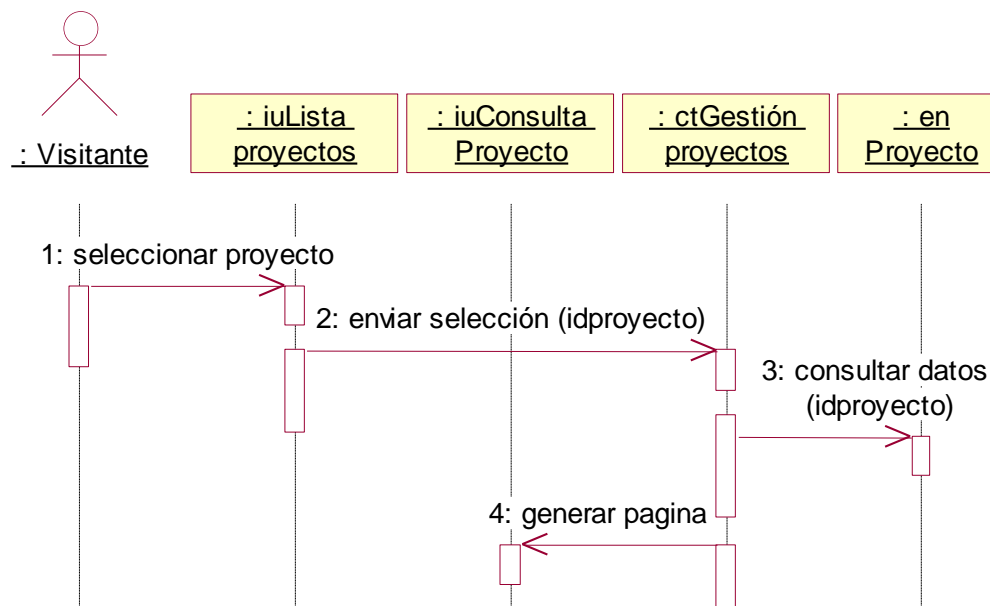 : Visitante
: iuLista
proyectos
: iuConsulta
Proyecto
: ctGestión
proyectos
: en
Proyecto
1: seleccionar proyecto
2: enviar selección (idproyecto)
3: consultar datos
(idproyecto)
4: generar pagina